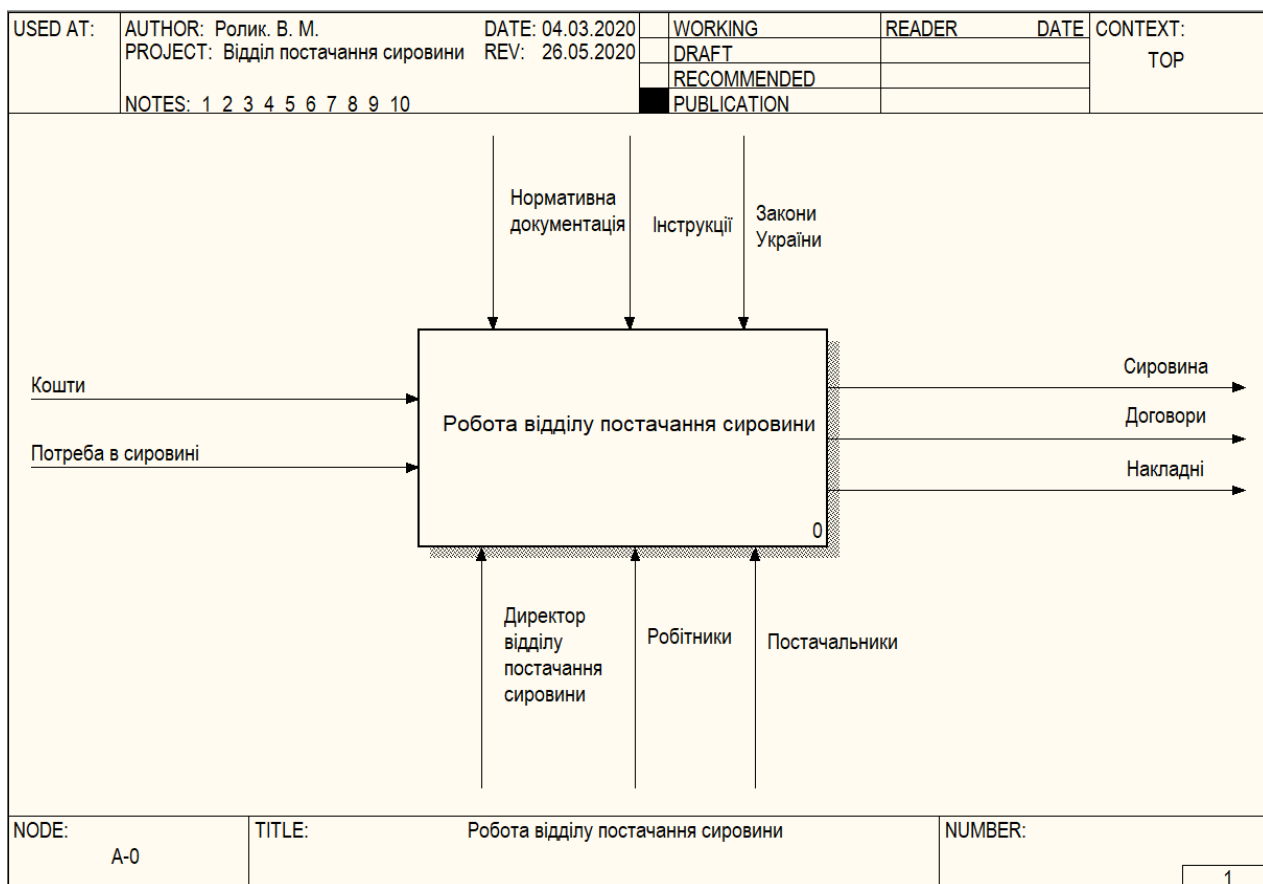 USED AT:
AUTHOR: Ролик. В. М.
DATE: 04.03.2020
PROJECT: Відділ постачання сировини
REV: 26.05.2020
NOTES: 1 2 3 4 5 6 7 8 9 10
WORKING
DRAFT
RECOMMENDED
PUBLICATION
READER
DATE
CONTEXT:
TOP
Нормативна
документація
Інструкції
Закони
України
Кошти
Потреба в сировині
Робота відділу постачання сировини
0
Сировина
Договори
Накладні
Директор
відділу
постачання
сировини
Робітники
Постачальники
NODE:
A-0
TITLE:
Робота відділу постачання сировини
NUMBER:
1